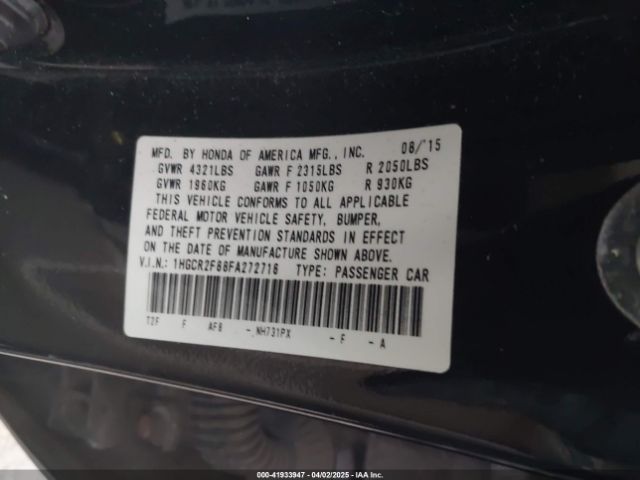 MFD. BY HONDA OF AMERICA MFG., INC. 08/'15
GVWR 4321LBS GAWR F 2315LBS R 2050LBS
GVWR 1960KG GAWR F 1050KG R 930KG
THIS VEHICLE CONFORMS TO ALL APPLICABLE
FEDERAL MOTOR VEHICLE SAFETY, BUMPER,
AND THEFT PREVENTION STANDARDS IN EFFECT
ON THE DATE OF MANUFACTURE SHOWN ABOVE.
V.I.N.: 1HGCR2F88FA272718 TYPE: PASSENGER CAR
T2F F AF8 - NH731PX - F - A
000-41933947 | 04/02/2025 | IAA Inc.